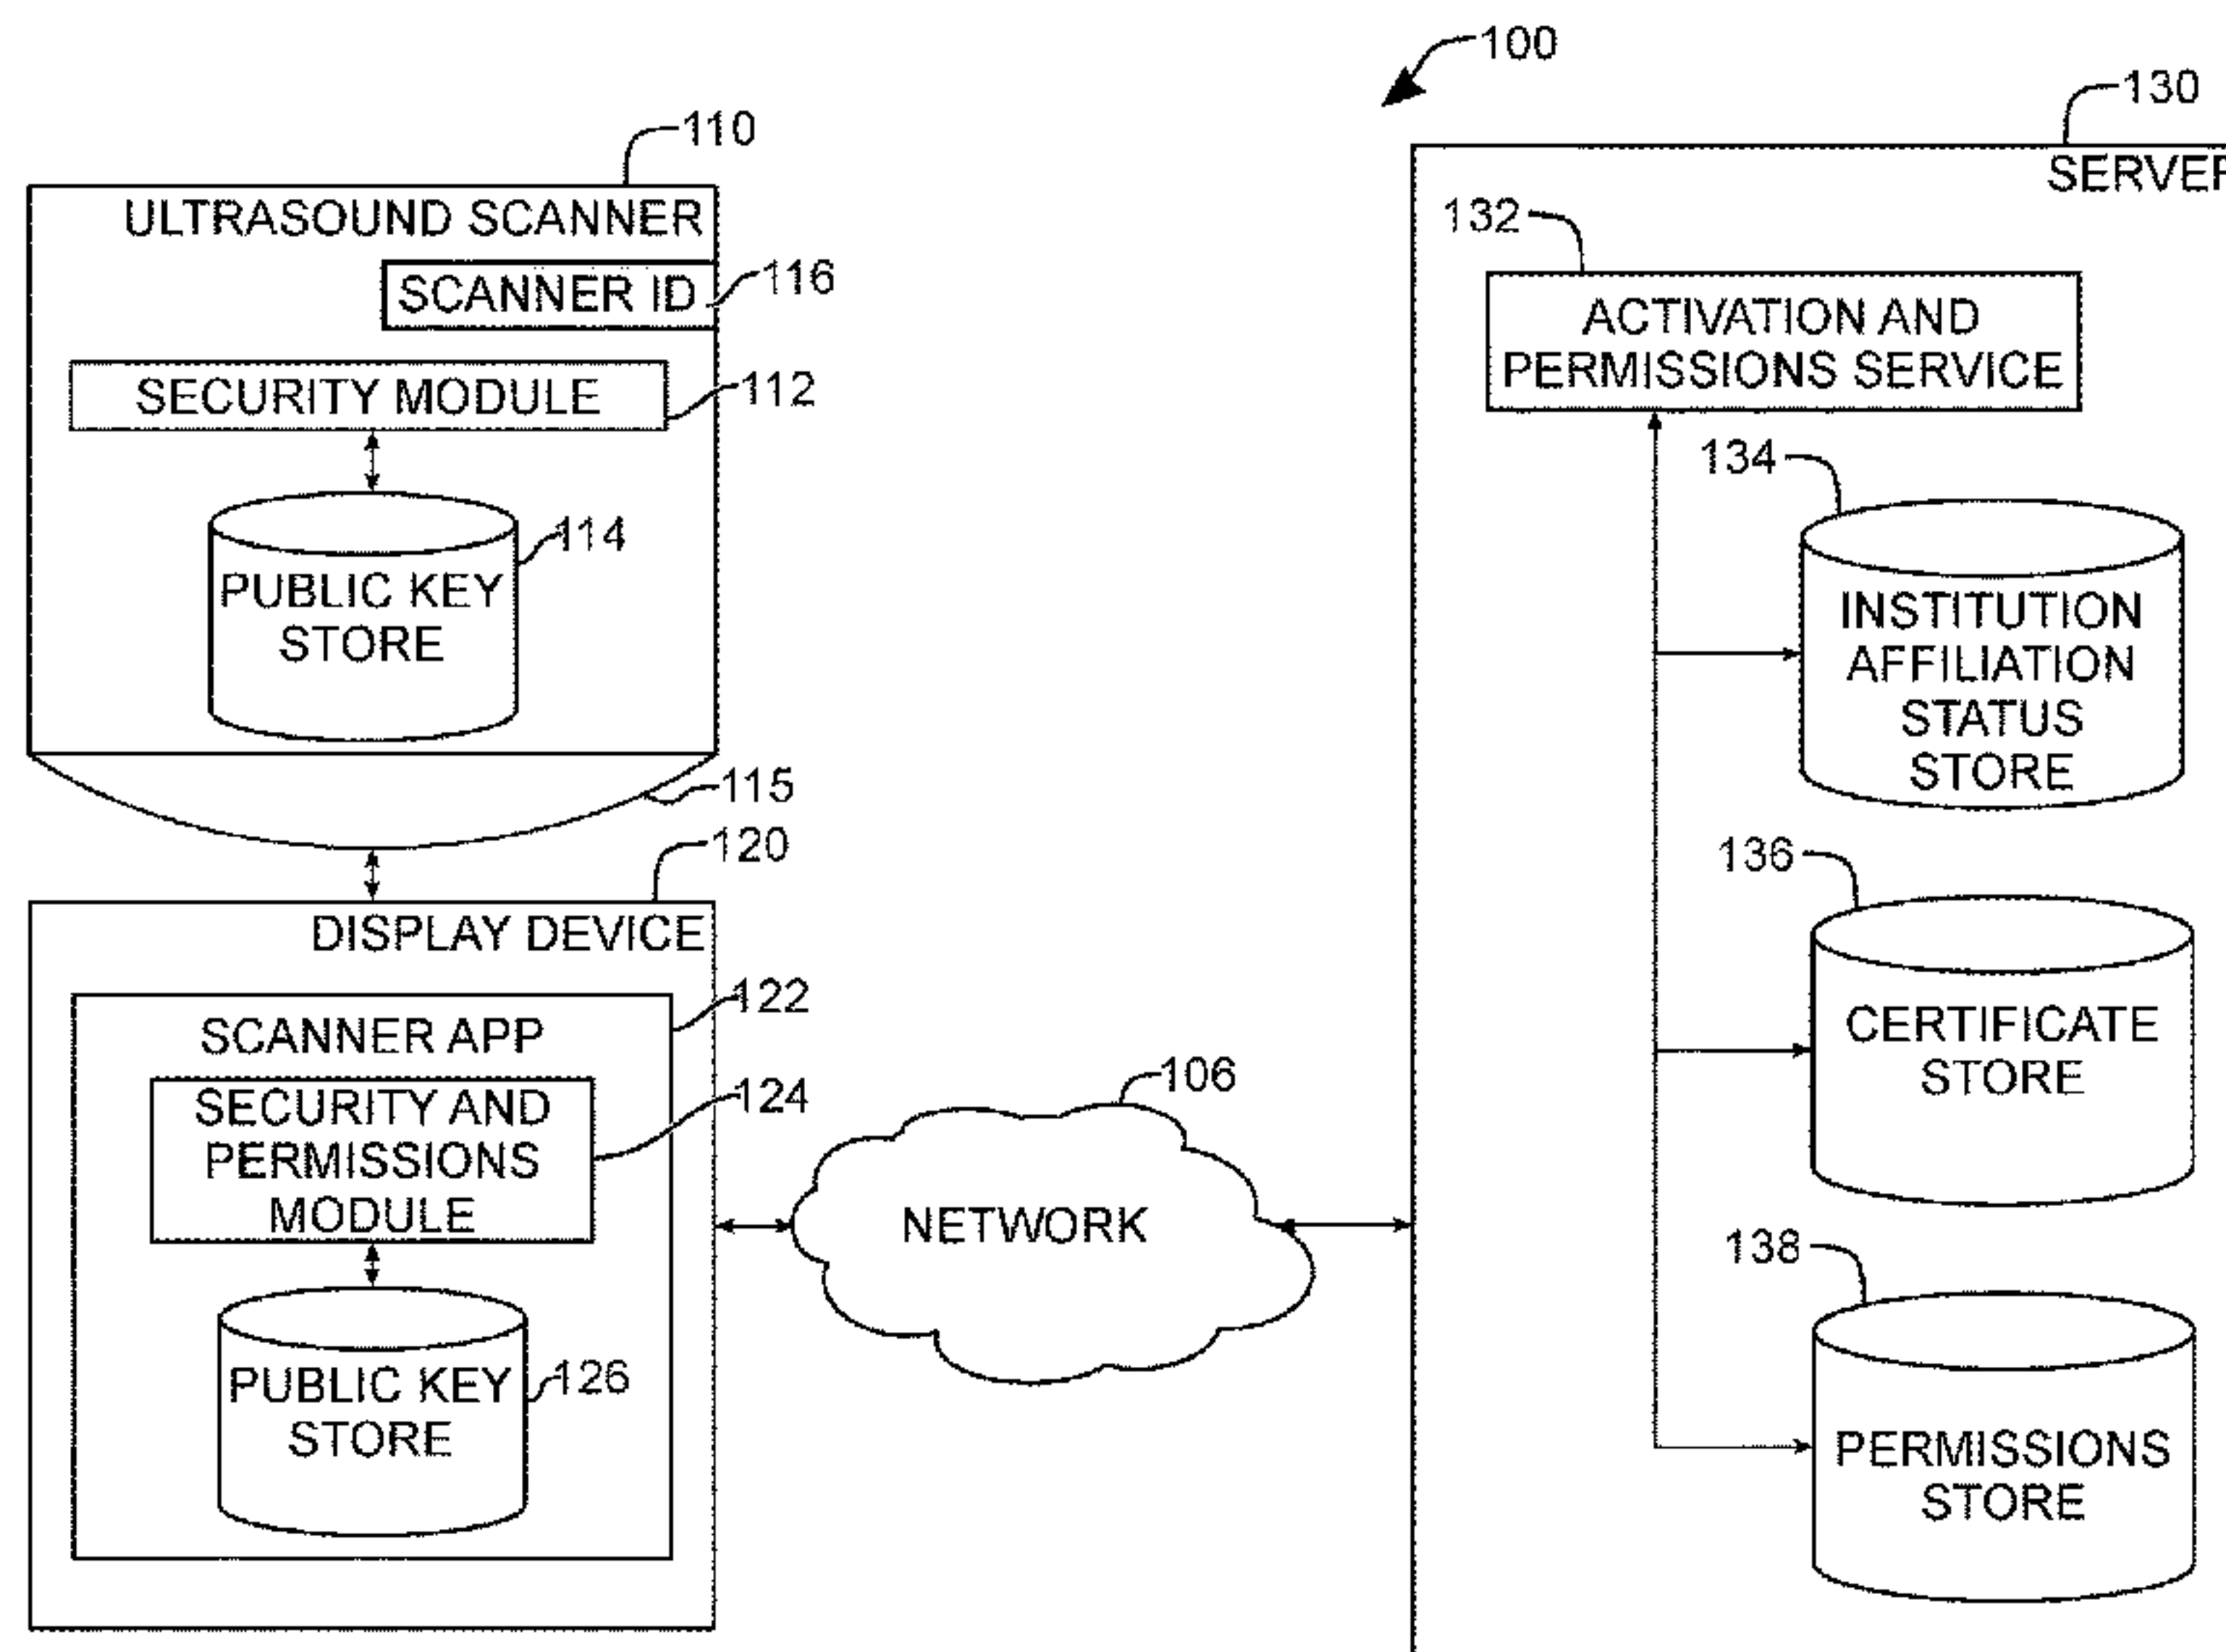 100
110
ULTRASOUND SCANNER
SCANNER ID
116
SECURITY MODULE
112
PUBLIC KEY
STORE
114
115
120
DISPLAY DEVICE
122
SCANNER APP
124
SECURITY AND
PERMISSIONS
MODULE
PUBLIC KEY
STORE
126
106
NETWORK
130
SERVER
132
ACTIVATION AND
PERMISSIONS SERVICE
134
INSTITUTION
AFFILIATION
STATUS
STORE
136
CERTIFICATE
STORE
138
PERMISSIONS
STORE